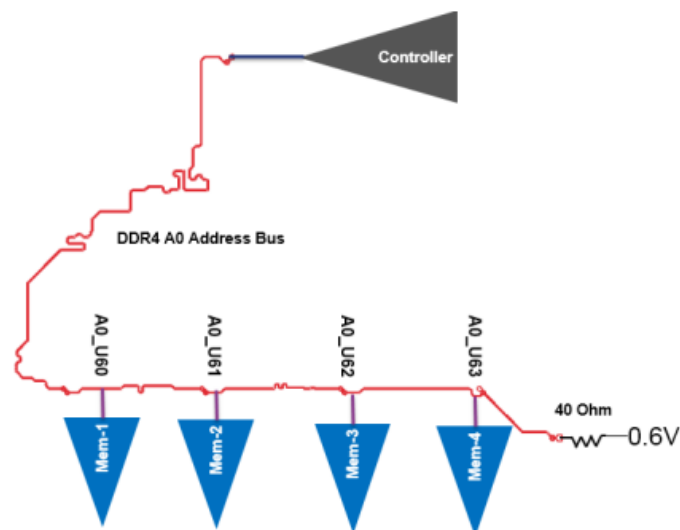 Controller
DDR4 A0 Address Bus
A0_U60
A0_U61
A0_U62
A0_U63
40 Ohm
0.6V
Mem-1
Mem-2
Mem-3
Mem-4